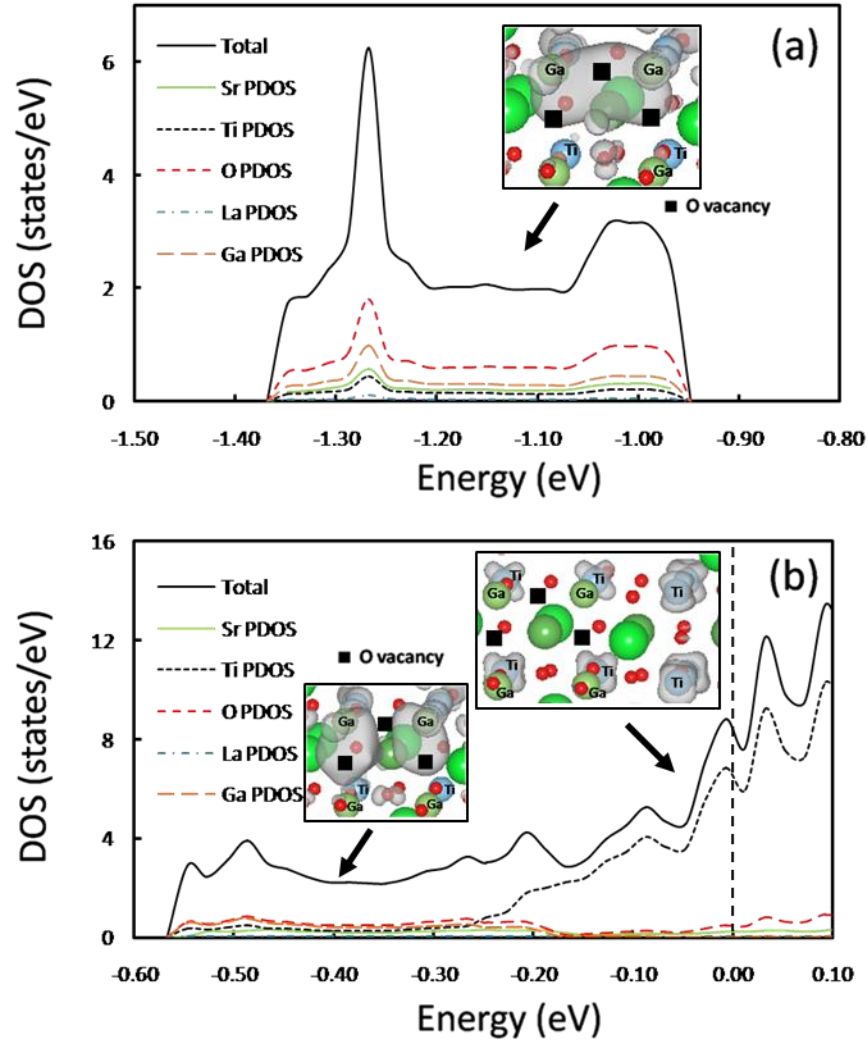 (a)
6
4
2
0
DOS (states/eV)
Total
Sr PDOS
Ti PDOS
O PDOS
La PDOS
Ga PDOS
Ga
Ga
Ti
Ti
Ga
O vacancy
-1.50
-1.40
-1.30
-1.20
-1.10
-1.00
-0.90
-0.80
Energy (eV)
(b)
16
12
8
4
0
DOS (states/eV)
Total
Sr PDOS
Ti PDOS
O PDOS
La PDOS
Ga PDOS
Ti
Ti
Ti
Ga
Ga
Ti
Ti
Ti
Ga
Ga
O vacancy
Ga
Ga
Ti
Ti
Ga
Ga
-0.60
-0.50
-0.40
-0.30
-0.20
-0.10
0.00
0.10
Energy (eV)